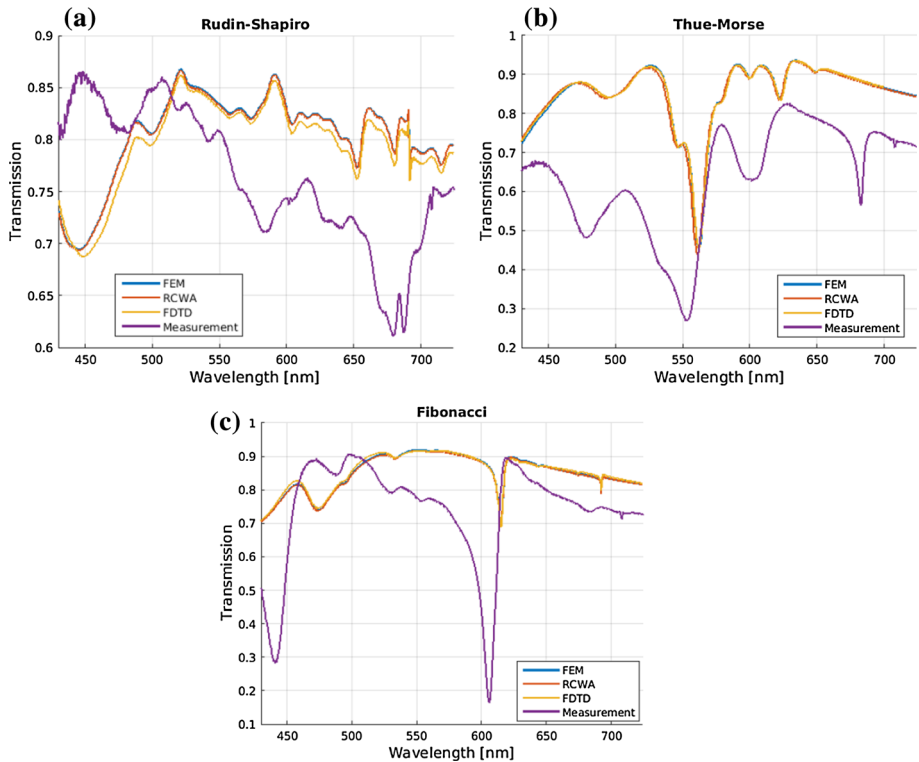 (a)
Rudin-Shapiro
0.9
0.85
0.8
0.75
0.7
0.65
0.6
Transmission
FEM
RCWA
FDTD
Measurement
450 500 550 600 650 700
Wavelength [nm]
(b)
Thue-Morse
1
0.9
0.8
0.7
0.6
0.5
0.4
0.3
0.2
Transmission
FEM
RCWA
FDTD
Measurement
450 500 550 600 650 700
Wavelength [nm]
(c)
Fibonacci
1
0.9
0.8
0.7
0.6
0.5
0.4
0.3
0.2
0.1
Transmission
FEM
RCWA
FDTD
Measurement
450 500 550 600 650 700
Wavelength [nm]